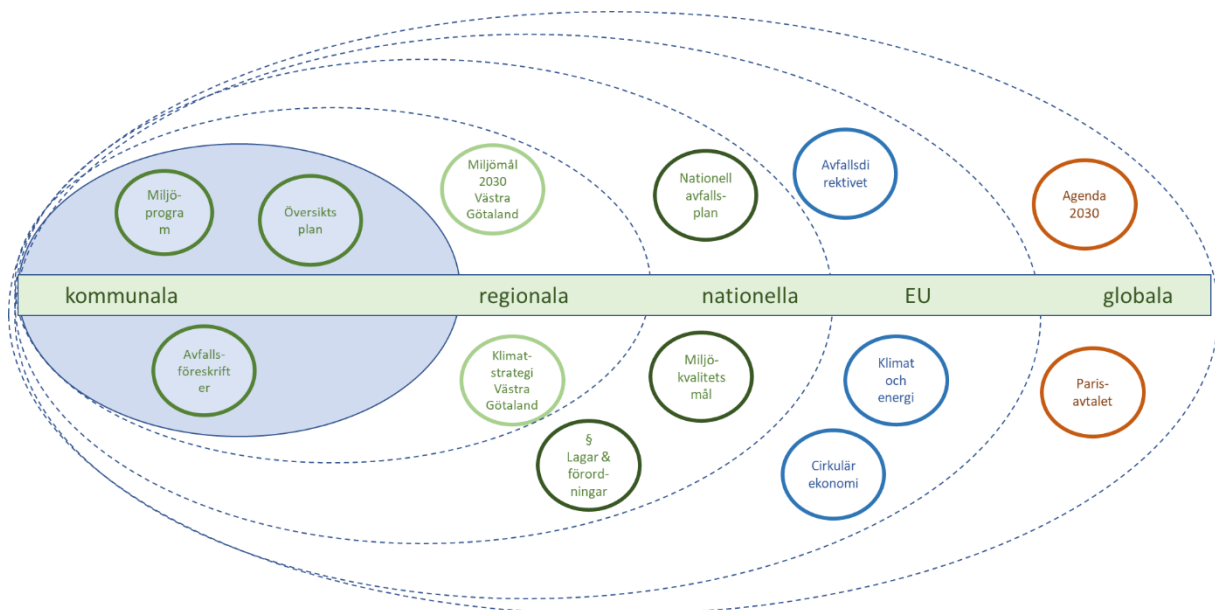 Miljö-
program
m
Översikts
plan
Miljömål
2030
Västra
Götaland
Nationell
avfalls-
plan
Avfallsdi
rektivet
Agenda
2030
kommunala
regionala
nationella
EU
globala
Avfalls-
föreskrift
er
Klimat-
strategi
Västra
Götaland
§
Lagar &
förord-
ningar
Miljö-
kvalitets
mål
Klimat
och
energi
Cirkulär
ekonomi
Paris-
avtalet